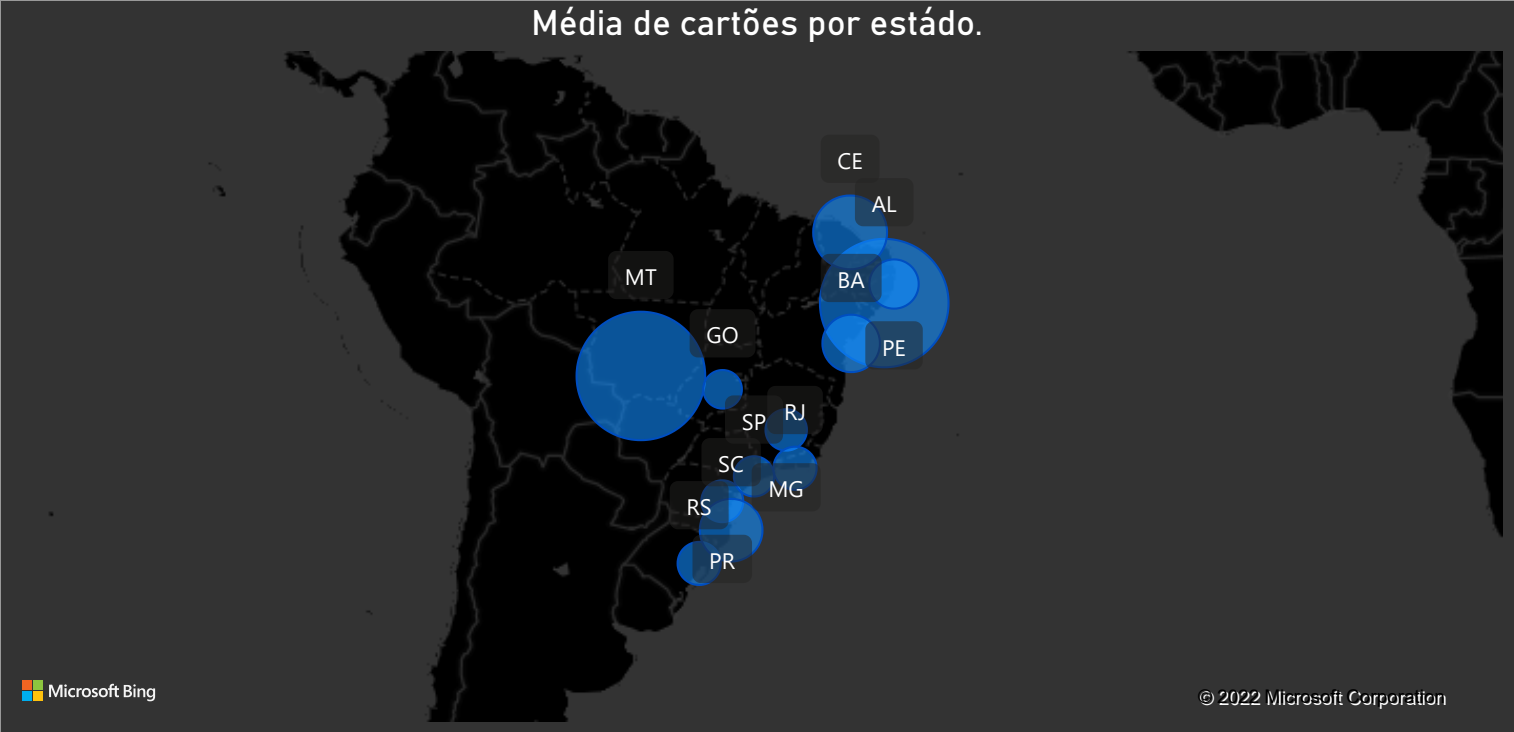 Média de cartões por estádo.
CE
AL
MT
BA
GO
PE
RJ
SP
SC
MG
RS
PR
Microsoft Bing
© 2022 Microsoft Corporation